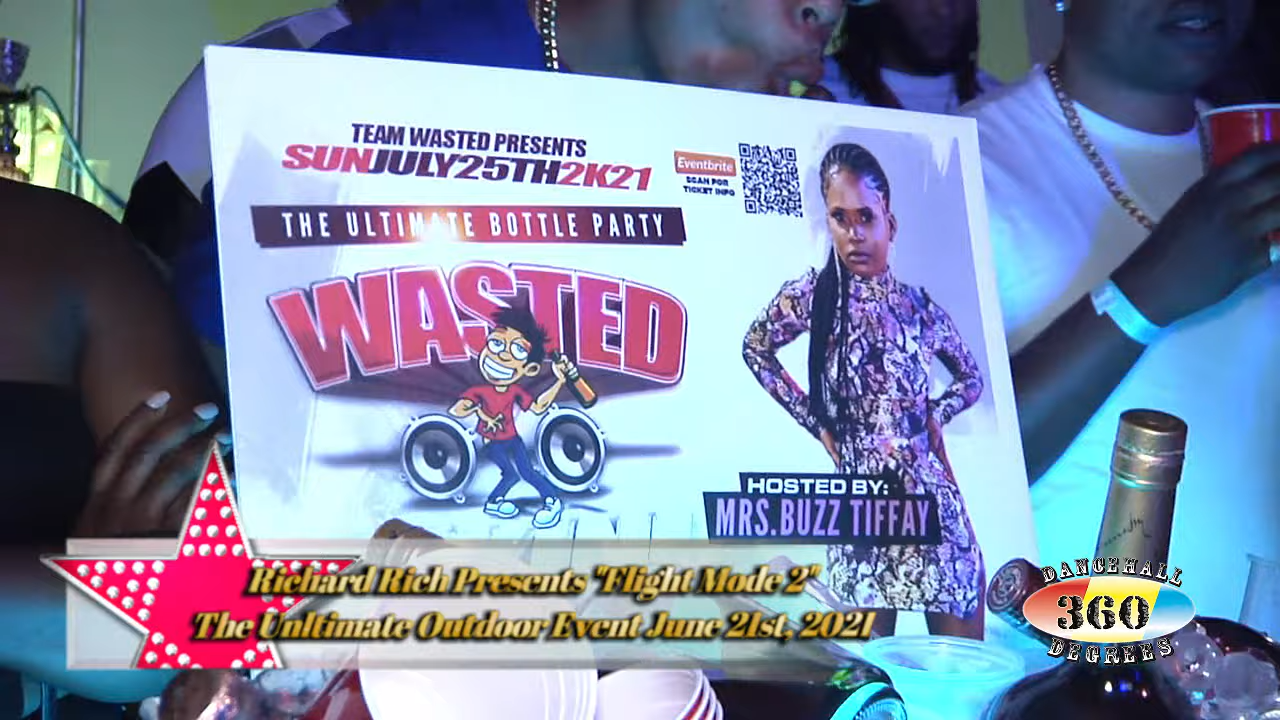 TEAM WASTED PRESENTS
SUNJULY25TH2K21
Eventbrite
SCAN FOR
TICKET INFO
THE ULTIMATE BOTTLE PARTY
WASTED
HOSTED BY:
MRS.BUZZ TIFFAY
Richard Rich Presents "Flight Mode 2"
The Unltimate Outdoor Event June 21st, 2021
DANCEHALL
360
DEGREES